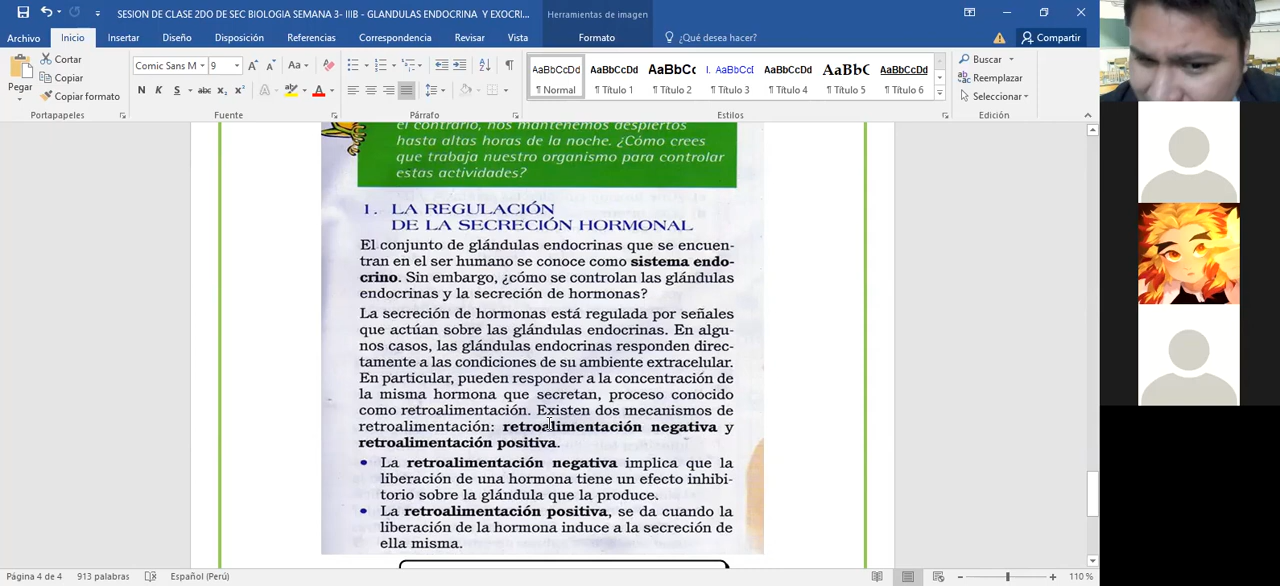 SESION DE CLASE 2DO DE SEC BIOLOGIA SEMANA 3- IIIB - GLANDULAS ENDOCRINA Y EXOCRI...
Herramientas de imagen
Archivo Inicio Insertar Diseño Disposición Referencias Correspondencia Revisar Vista Formato ¿Qué desea hacer? Compartir
Pegar
Cortar
Copiar
Copiar formato
Portapapeles
Comic Sans M 9
N K S abc x₂ x²
Fuente
Párrafo
AaBbCcDd AaBbCcDd AaBbCc I. AaBbCcI AaBbCcDd AaBbC AaBbCcDd
¶ Normal ¶ Título 1 ¶ Título 2 ¶ Título 3 ¶ Título 4 ¶ Título 5 ¶ Título 6
Estilos
Buscar
Reemplazar
Seleccionar
Edición
el contrario, nos mantenemos despiertos
hasta altas horas de la noche. ¿Cómo crees
que trabaja nuestro organismo para controlar
estas actividades?
1. LA REGULACIÓN
DE LA SECRECIÓN HORMONAL
El conjunto de glándulas endocrinas que se encuen-
tran en el ser humano se conoce como sistema endo-
crino. Sin embargo, ¿cómo se controlan las glándulas
endocrinas y la secreción de hormonas?
La secreción de hormonas está regulada por señales
que actúan sobre las glándulas endocrinas. En algu-
nos casos, las glándulas endocrinas responden direc-
tamente a las condiciones de su ambiente extracelular.
En particular, pueden responder a la concentración de
la misma hormona que secretan, proceso conocido
como retroalimentación. Existen dos mecanismos de
retroalimentación: retroalimentación negativa y
retroalimentación positiva.
• La retroalimentación negativa implica que la
liberación de una hormona tiene un efecto inhibi-
torio sobre la glándula que la produce.
• La retroalimentación positiva, se da cuando la
liberación de la hormona induce a la secreción de
ella misma.
Página 4 de 4 913 palabras Español (Perú) 110 %